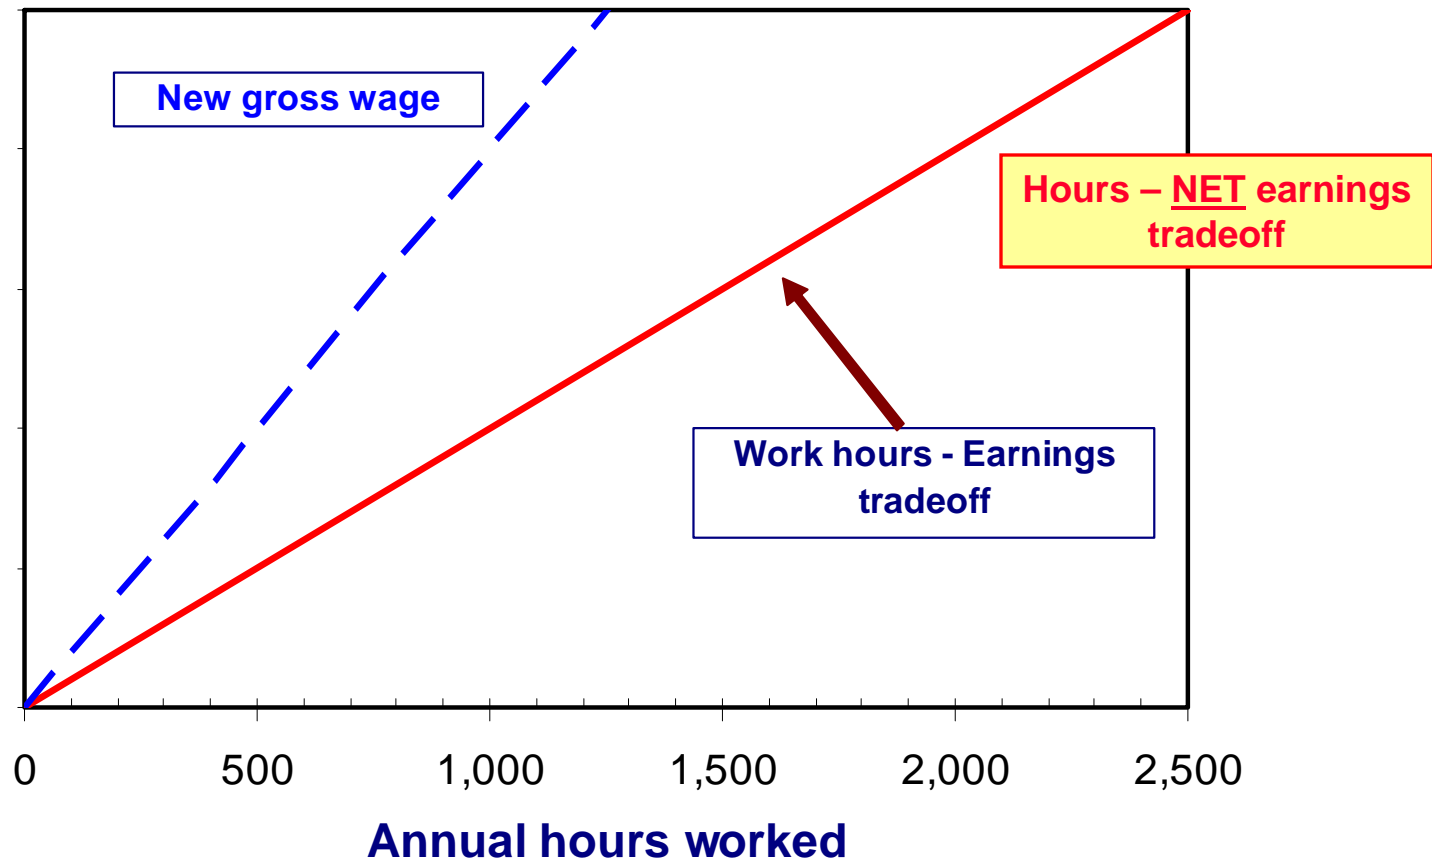 New gross wage
Hours – NET earnings
tradeoff
Work hours - Earnings
tradeoff
0 500 1,000 1,500 2,000 2,500
Annual hours worked